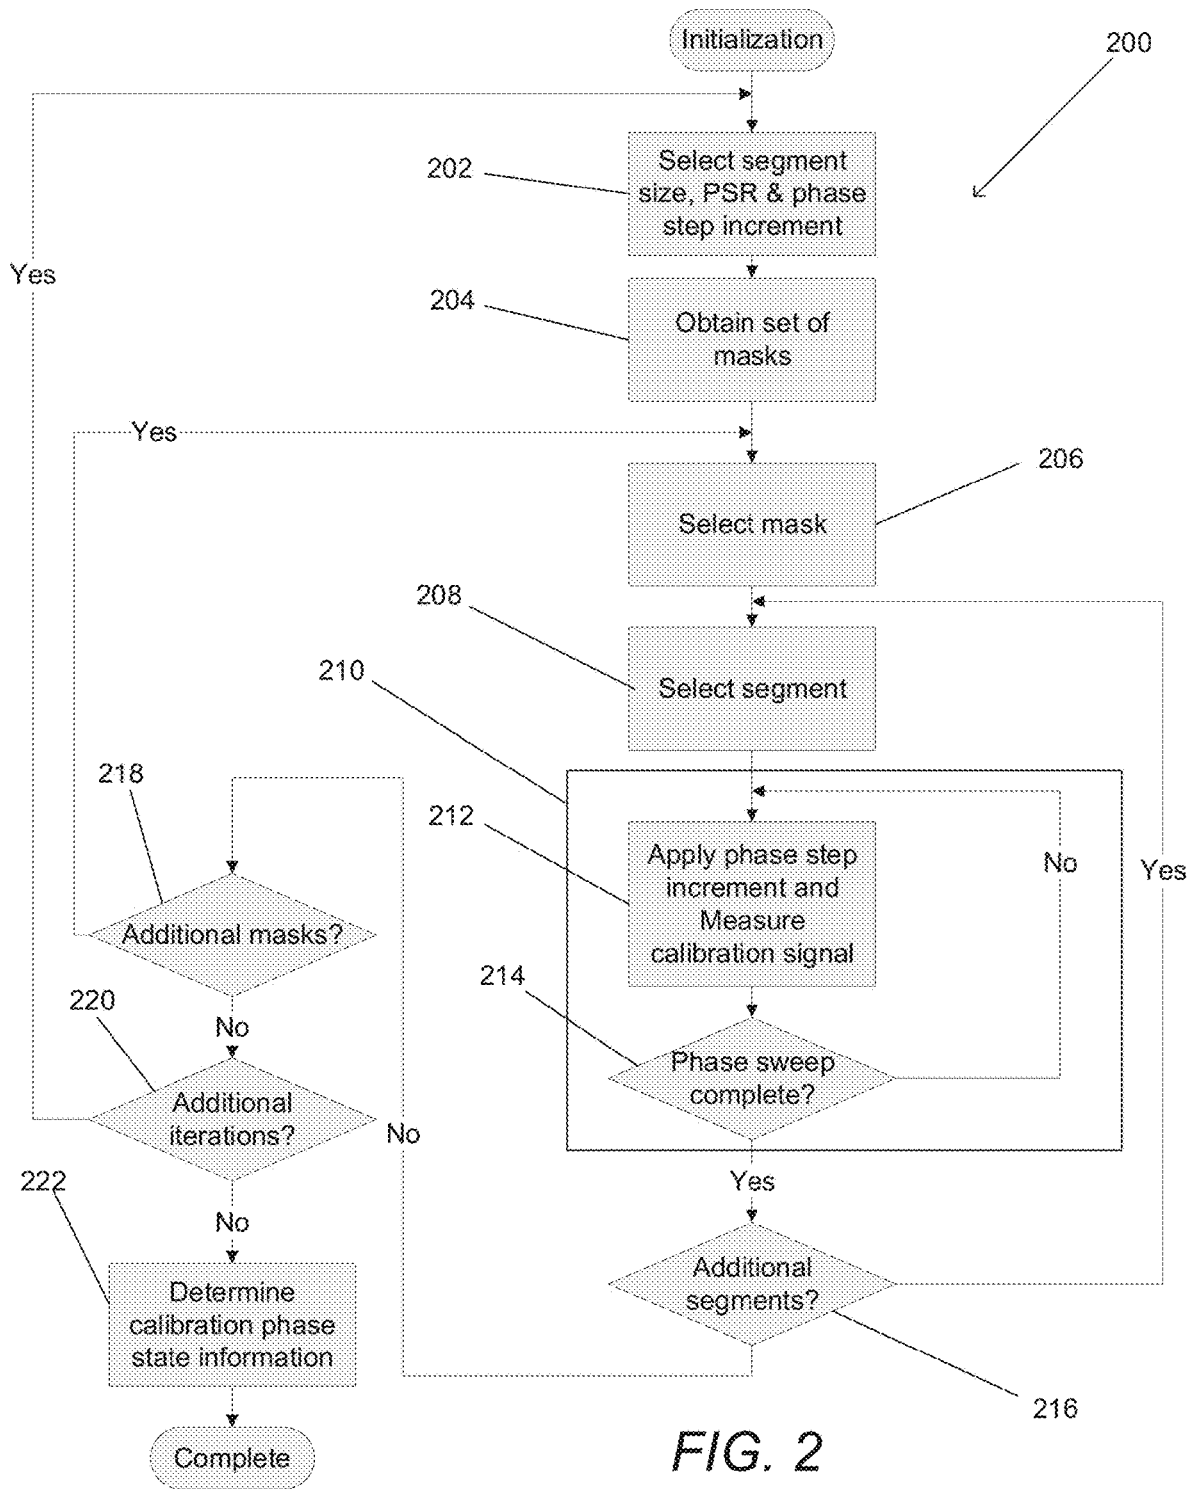 Initialization
200
202
Select segment
size, PSR & phase
step increment
Yes
204
Obtain set of
masks
Yes
206
Select mask
208
210
Select segment
218
212
Apply phase step
increment and
Measure
calibration signal
No
Yes
Additional masks?
214
220
No
Phase sweep
complete?
Additional
iterations?
No
222
Yes
No
Additional
segments?
Determine
calibration phase
state information
216
FIG. 2
Complete